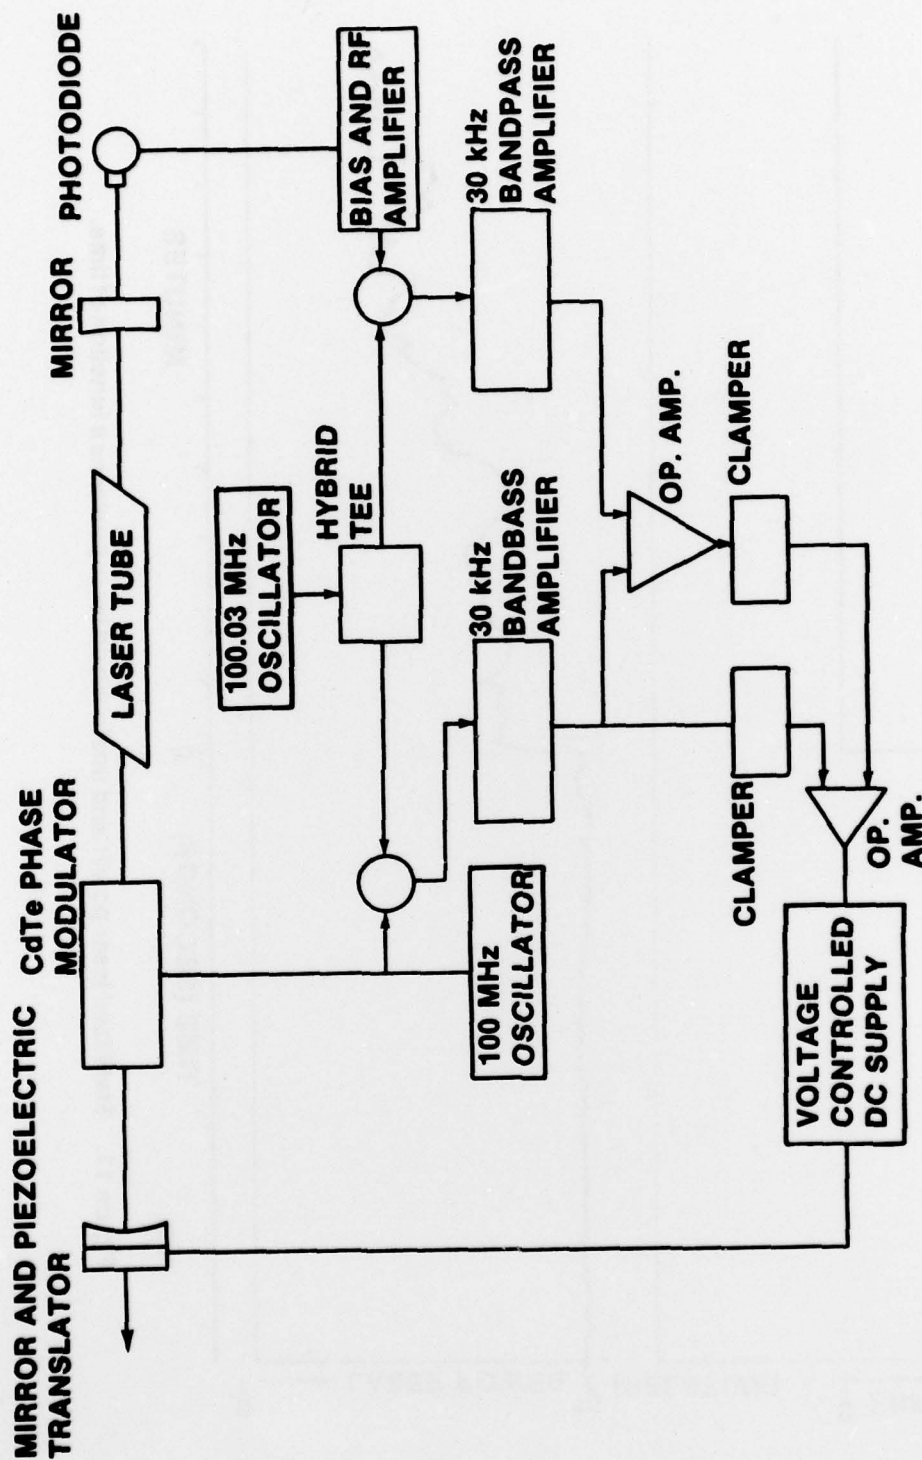 MIRROR AND PIEZOELECTRIC
TRANSLATOR
CdTe PHASE
MODULATOR
LASER TUBE
MIRROR
PHOTODIODE
100.03 MHz
OSCILLATOR
HYBRID
TEE
BIAS AND RF
AMPLIFIER
100 MHz
OSCILLATOR
30 kHz
BANDBASS
AMPLIFIER
30 kHz
BANDPASS
AMPLIFIER
OP. AMP.
CLAMPER
CLAMPER
VOLTAGE
CONTROLLED
DC SUPPLY
OP.
AMP.